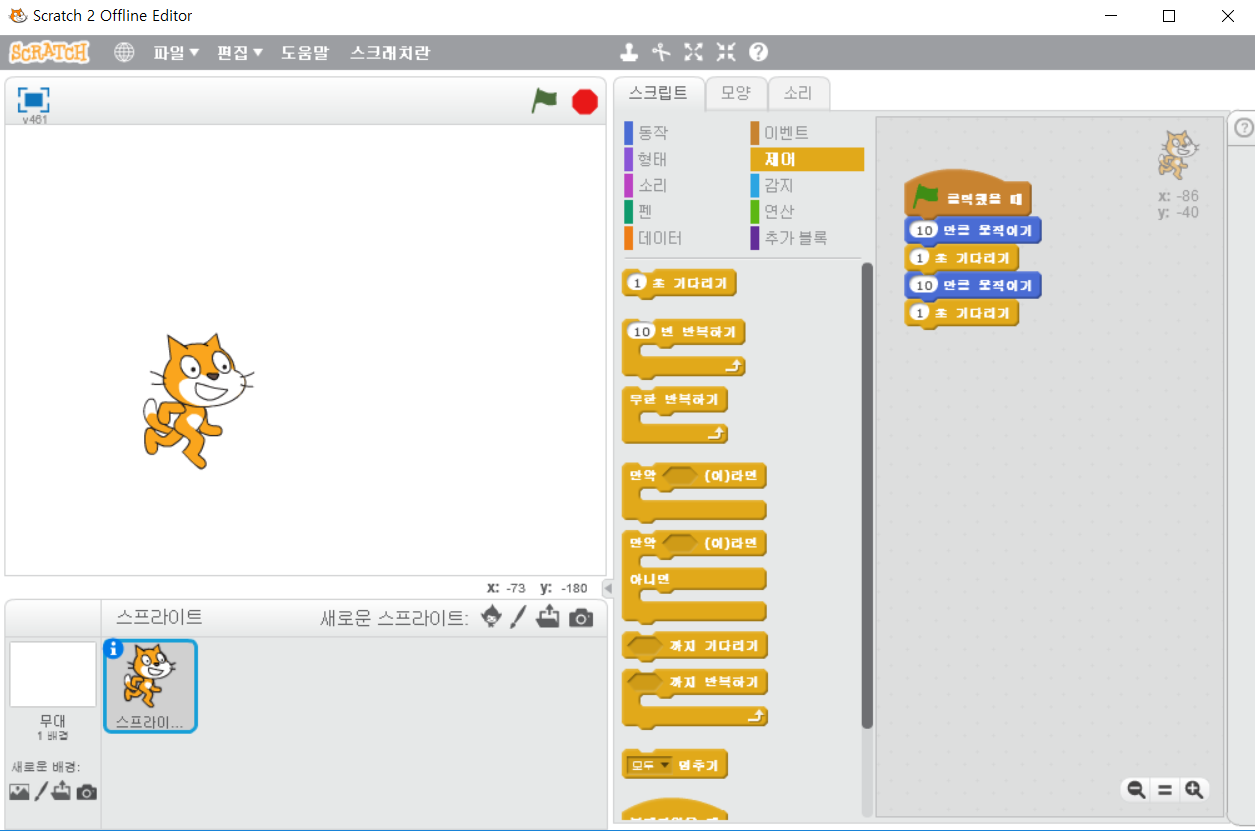 Scratch 2 Offline Editor
SCRATCH 파일 편집 도움말 스크래치란
v461
스크립트 모양 소리
동작 이벤트
형태 제어
소리 감지
펜 연산
데이터 추가 블록
1 초 기다리기
10 번 반복하기
무한 반복하기
만약 (이)라면
만약 (이)라면
아니면
까지 기다리기
까지 반복하기
모두 멈추기
클릭했을 때
10 만큼 움직이기
1 초 기다리기
10 만큼 움직이기
1 초 기다리기
x: -86
y: -40
x: -73 y: -180
스프라이트 새로운 스프라이트:
스프라이...
무대
1 배경
새로운 배경: